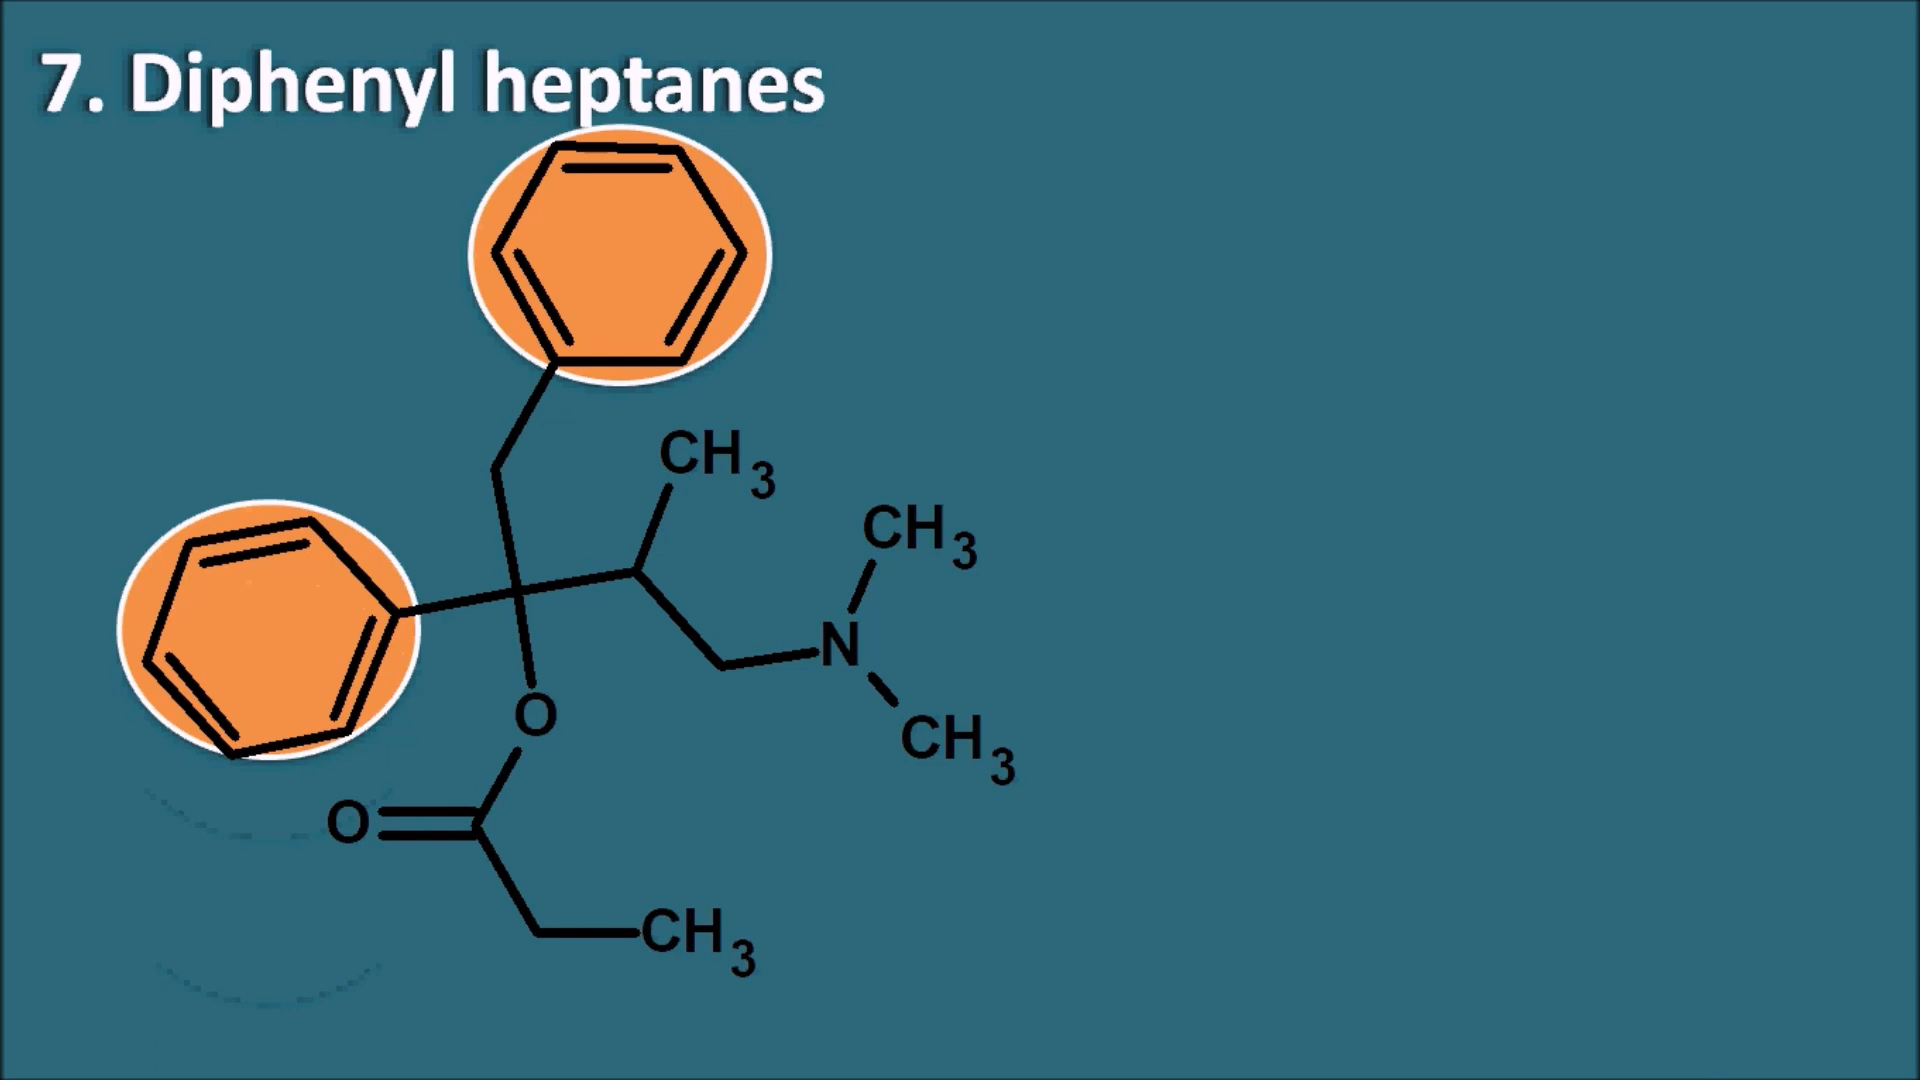 7. Diphenyl heptanes
CH3
CH3
N
CH3
O
O
CH3